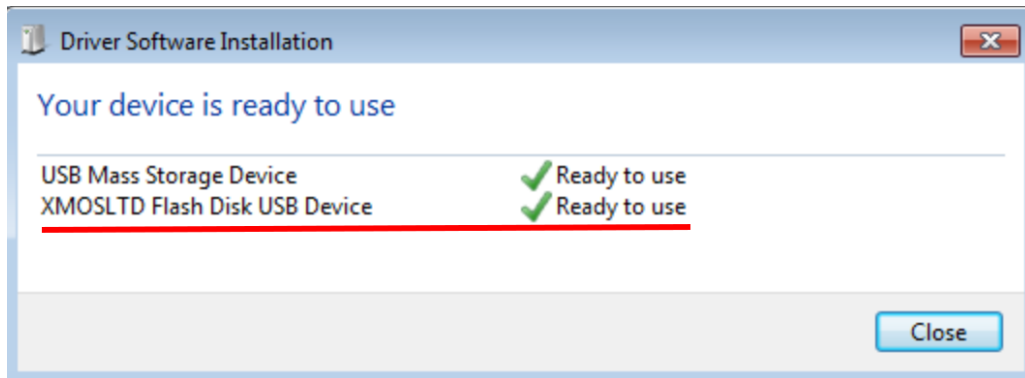 Driver Software Installation
Your device is ready to use
USB Mass Storage Device Ready to use
XMOSLTD Flash Disk USB Device Ready to use
Close